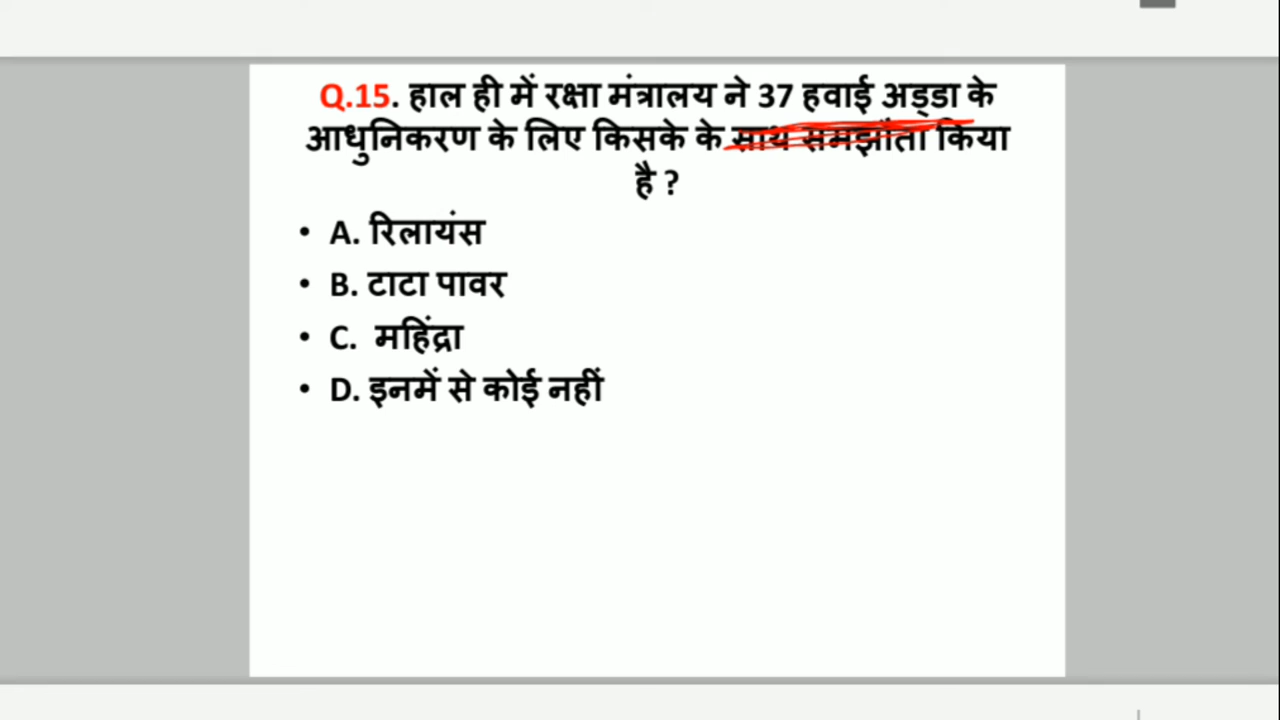 Q.15. हाल ही में रक्षा मंत्रालय ने 37 हवाई अड्डा के
आधुनिकरण के लिए किसके के साथ समझौता किया
है ?
• A. रिलायंस
• B. टाटा पावर
• C. महिंद्रा
• D. इनमें से कोई नहीं